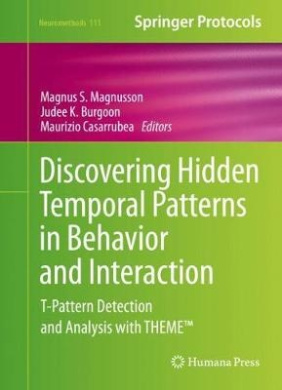 Neuromethods 111
Springer Protocols
Magnus S. Magnusson
Judee K. Burgoon
Maurizio Casarrubea Editors
Discovering Hidden
Temporal Patterns
in Behavior
and Interaction
T-Pattern Detection
and Analysis with THEME™
Humana Press